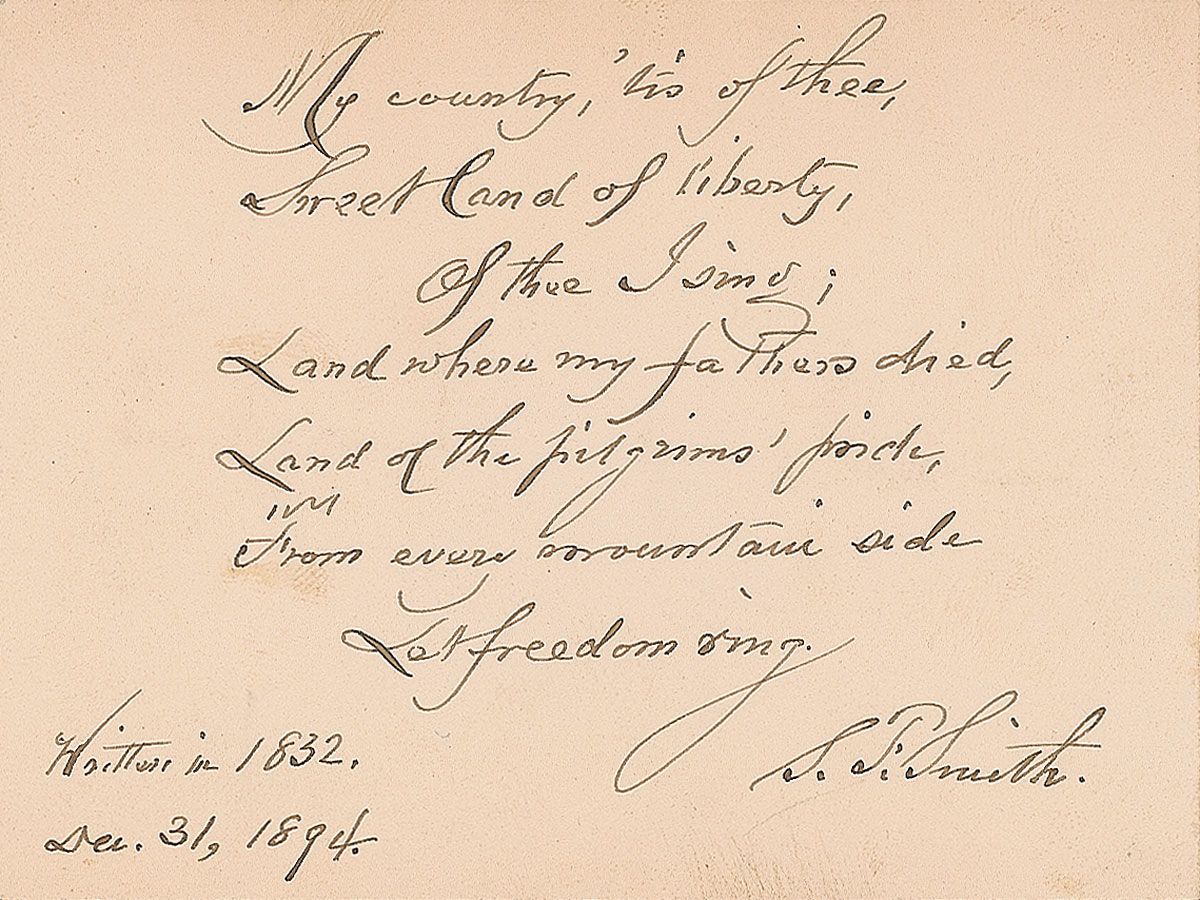 My country, 'tis of thee,
Sweet land of liberty,
Of thee I sing;
Land where my fathers died,
Land of the pilgrims' pride,
From every mountain side
Let freedom ring.
S. F. Smith.
Written in 1832.
Dec. 31, 1894.